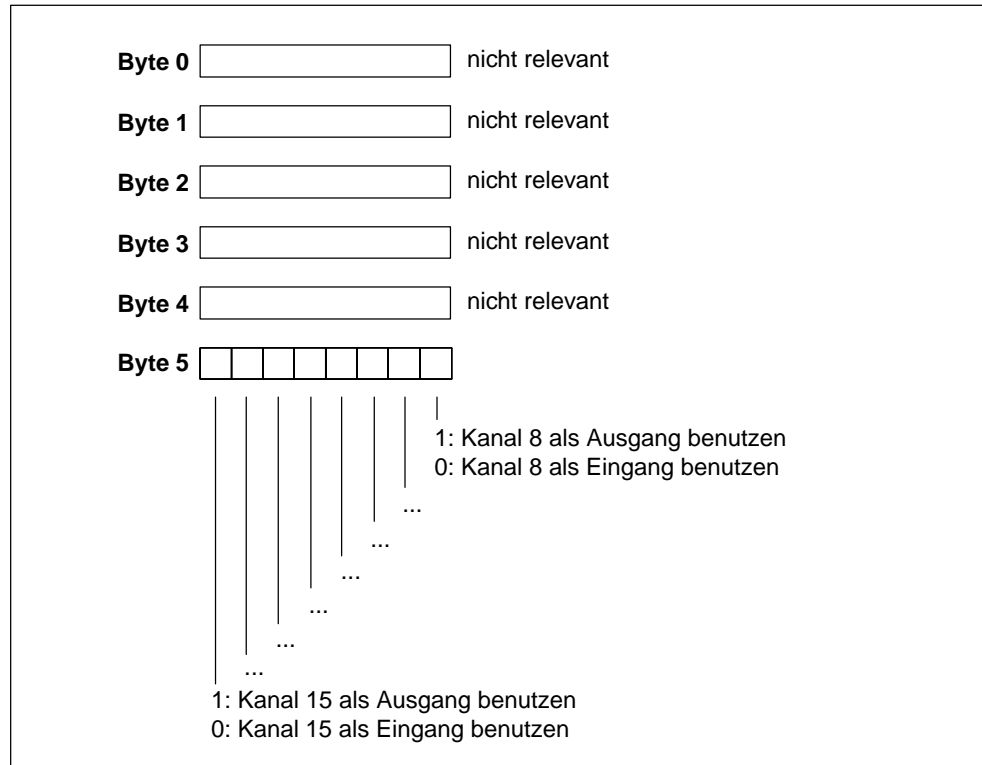 Byte 0 nicht relevant
Byte 1 nicht relevant
Byte 2 nicht relevant
Byte 3 nicht relevant
Byte 4 nicht relevant
Byte 5
1: Kanal 8 als Ausgang benutzen
0: Kanal 8 als Eingang benutzen
...
...
...
...
...
...
1: Kanal 15 als Ausgang benutzen
0: Kanal 15 als Eingang benutzen